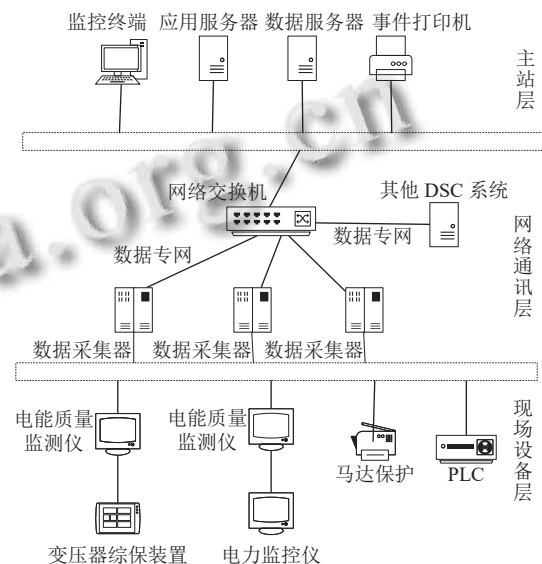 监控终端 应用服务器 数据服务器 事件打印机
主站层
网络交换机
其他 DSC 系统
数据专网
数据专网
网络通讯层
数据采集器 数据采集器 数据采集器
电能质量
监测仪
电能质量
监测仪
马达保护
PLC
现场设备层
变压器综保装置
电力监控仪
a.org.cn